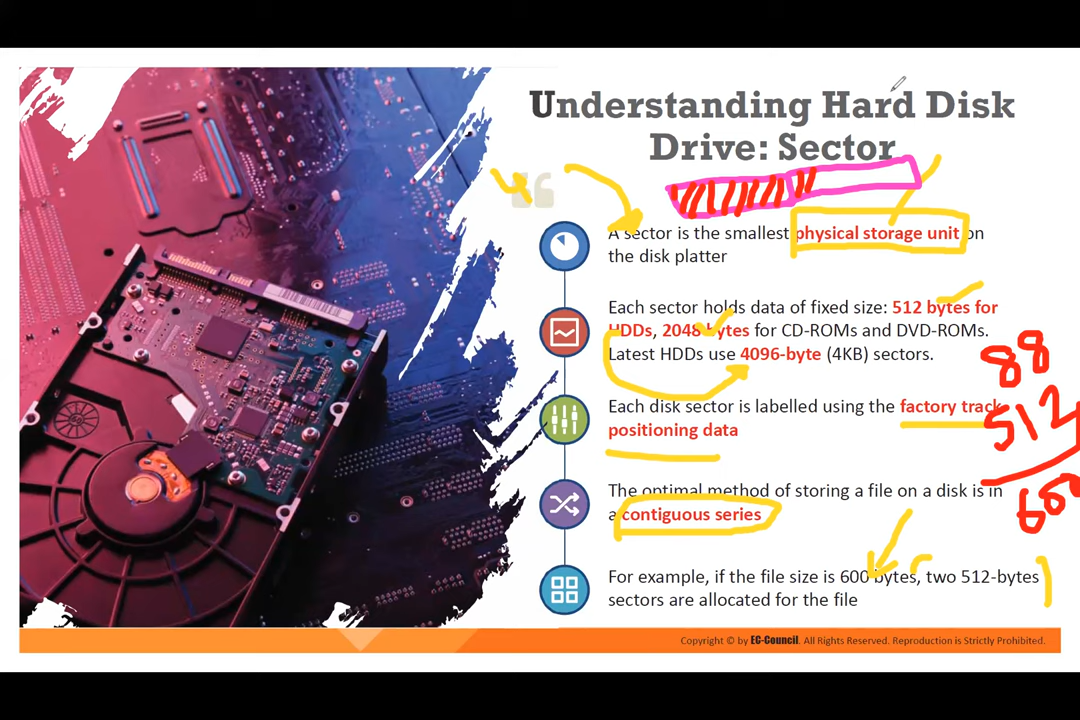 Understanding Hard Disk
Drive: Sector
A sector is the smallest physical storage unit on
the disk platter
Each sector holds data of fixed size: 512 bytes for
HDDs, 2048 bytes for CD-ROMs and DVD-ROMs.
Latest HDDs use 4096-byte (4KB) sectors.
88
512
600
Each disk sector is labelled using the factory track
positioning data
The optimal method of storing a file on a disk is in
a contiguous series
For example, if the file size is 600 bytes, two 512-bytes
sectors are allocated for the file
Copyright © by EC-Council. All Rights Reserved. Reproduction is Strictly Prohibited.